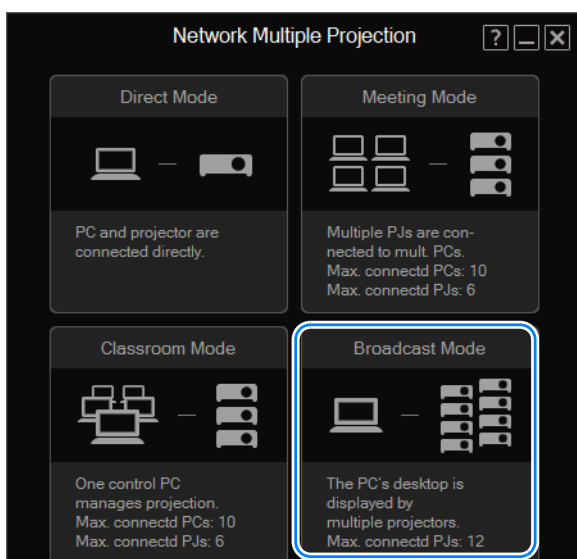 Network Multiple Projection
Direct Mode
PC and projector are
connected directly.
Meeting Mode
Multiple PJs are con-
nected to mult. PCs.
Max. connectd PCs: 10
Max. connectd PJs: 6
Classroom Mode
One control PC
manages projection.
Max. connectd PCs: 10
Max. connectd PJs: 6
Broadcast Mode
The PC's desktop is
displayed by
multiple projectors.
Max. connectd PJs: 12